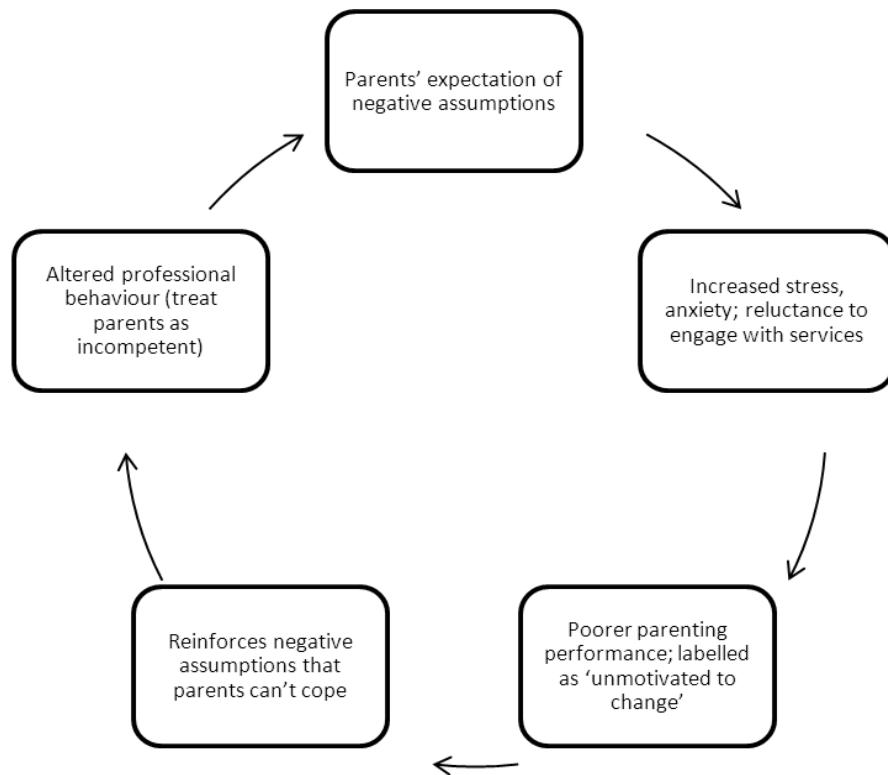 Parents’ expectation of
negative assumptions
Increased stress,
anxiety; reluctance to
engage with services
Poorer parenting
performance; labelled
as ‘unmotivated to
change’
Reinforces negative
assumptions that
parents can’t cope
Altered professional
behaviour (treat
parents as
incompetent)